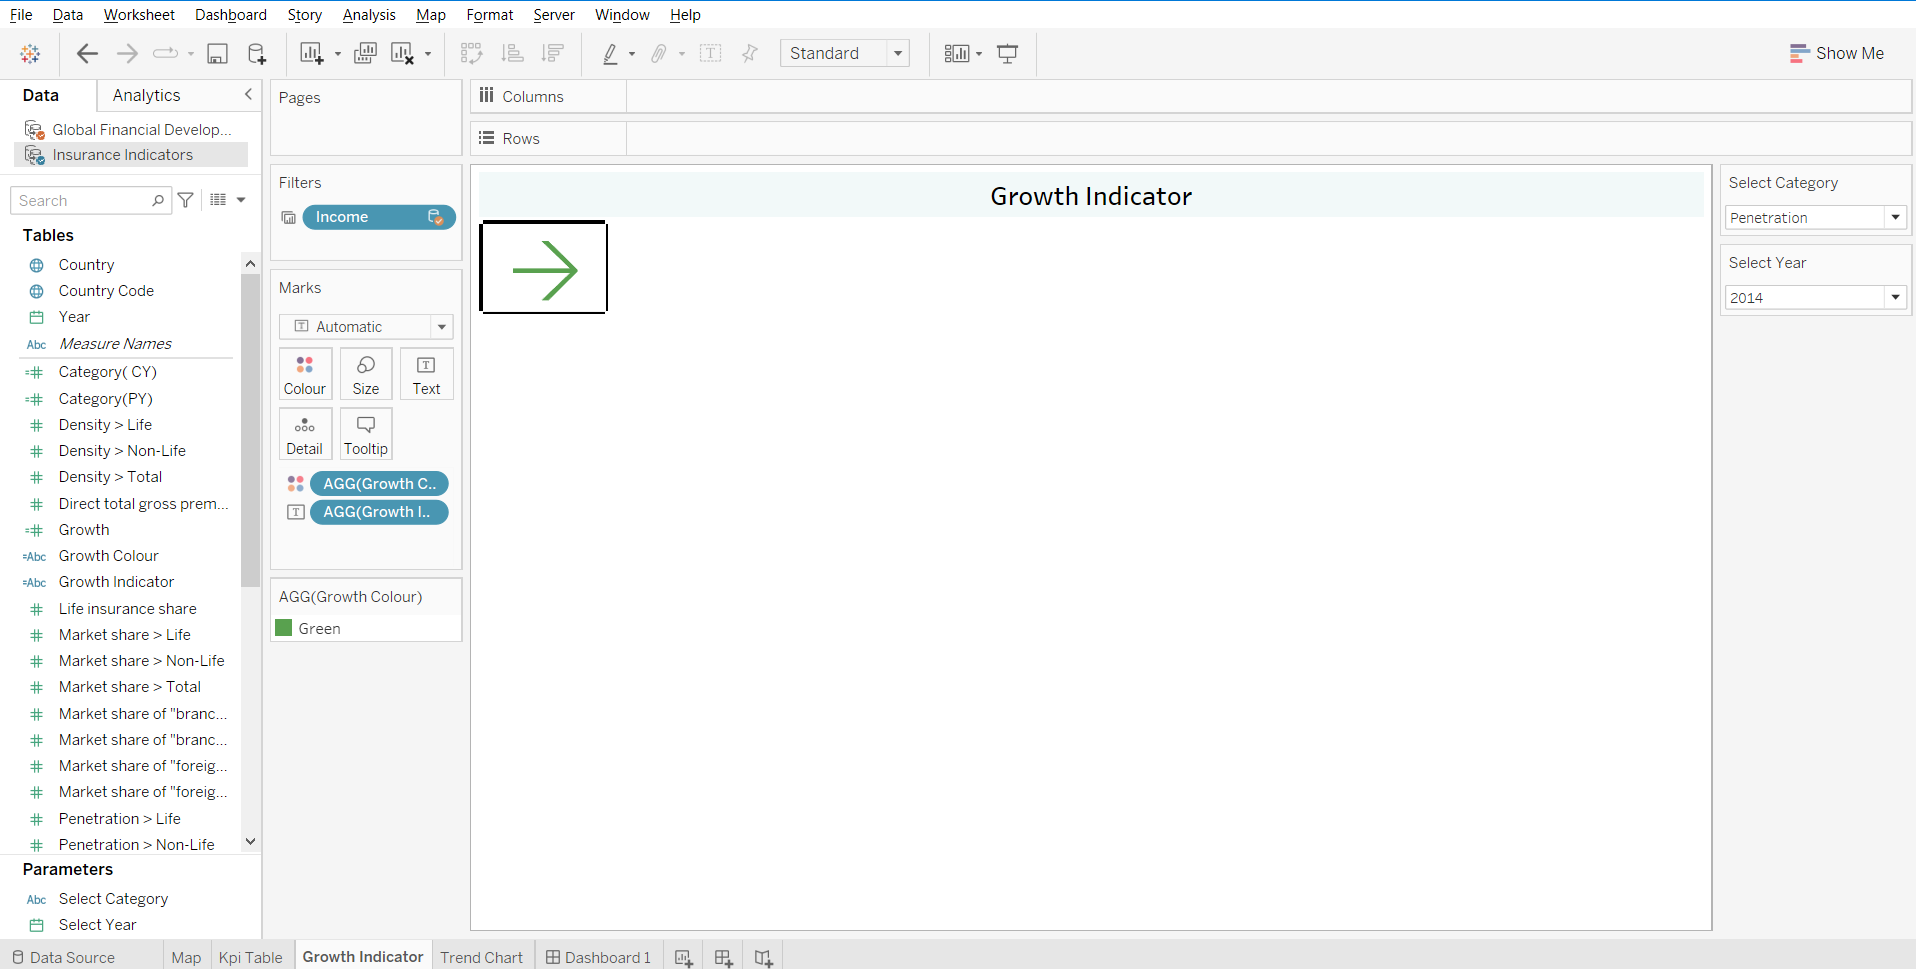 File Data Worksheet Dashboard Story Analysis Map Format Server Window Help
Standard
Show Me
Data Analytics
Global Financial Develop...
Insurance Indicators
Search
Tables
Country
Country Code
Year
Abc Measure Names
Category( CY)
Category(PY)
Density > Life
Density > Non-Life
Density > Total
Direct total gross prem...
Growth
=Abc Growth Colour
=Abc Growth Indicator
Life insurance share
Market share > Life
Market share > Non-Life
Market share > Total
Market share of "branc...
Market share of "branc...
Market share of "foreig...
Market share of "foreig...
Penetration > Life
Penetration > Non-Life
Parameters
Abc Select Category
Select Year
Pages
Filters
Income
Marks
Automatic
Colour Size Text
Detail Tooltip
AGG(Growth C..
AGG(Growth I..
AGG(Growth Colour)
Green
Columns
Rows
Growth Indicator
Select Category
Penetration
Select Year
2014
Data Source Map Kpi Table Growth Indicator Trend Chart Dashboard 1